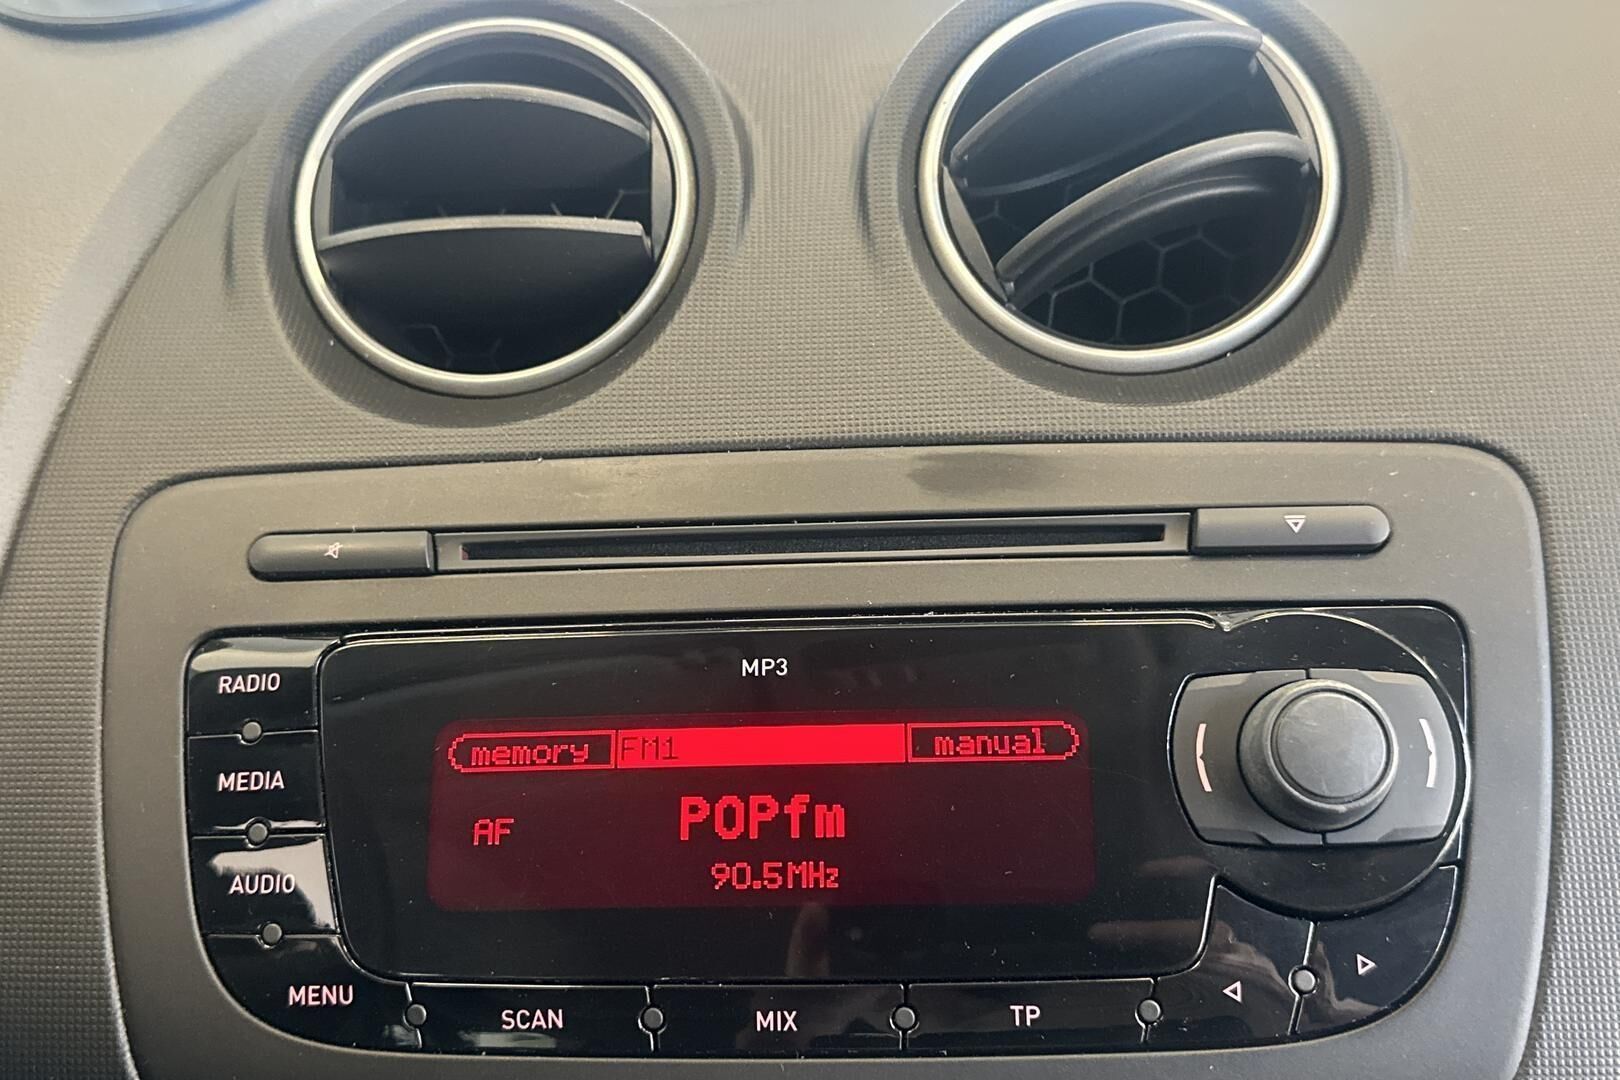 MP3
RADIO
MEDIA
AUDIO
MENU
memory FM1 manual
AF POPfm
90.5MHz
SCAN MIX TP